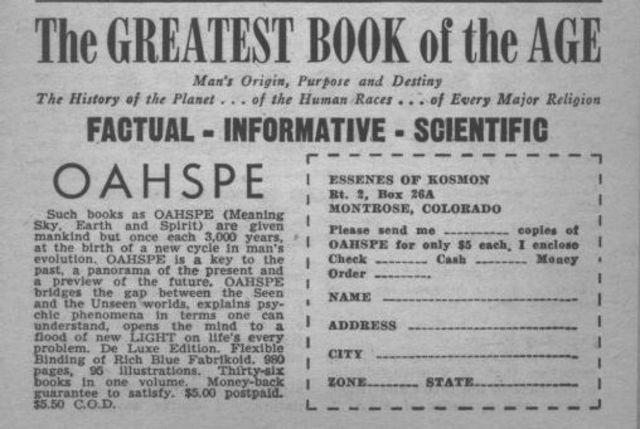 The GREATEST BOOK of the AGE
Man's Origin, Purpose and Destiny
The History of the Planet . . . of the Human Races . . . of Every Major Religion
FACTUAL - INFORMATIVE - SCIENTIFIC
OAHSPE
Such books as OAHSPE (Meaning
Sky, Earth and Spirit) are given
mankind but once each 3,000 years,
at the birth of a new cycle in man's
evolution. OAHSPE is a key to the
past, a panorama of the present and
a preview of the future. OAHSPE
bridges the gap between the Seen
and the Unseen worlds, explains psy-
chic phenomena in terms one can
understand, opens the mind to a
flood of new LIGHT on life's every
problem. De Luxe Edition. Flexible
Binding of Rich Blue Fabrikoid. 980
pages, 95 illustrations. Thirty-six
books in one volume. Money-back
guarantee to satisfy. $5.00 postpaid.
$5.50 C.O.D.
ESSENES OF KOSMON
Rt. 2, Box 26A
MONTROSE, COLORADO
Please send me ---------- copies of
OAHSPE for only $5 each. I enclose
Check -------- Cash -------- Money
Order --------
NAME
ADDRESS
CITY
ZONE-------- STATE--------